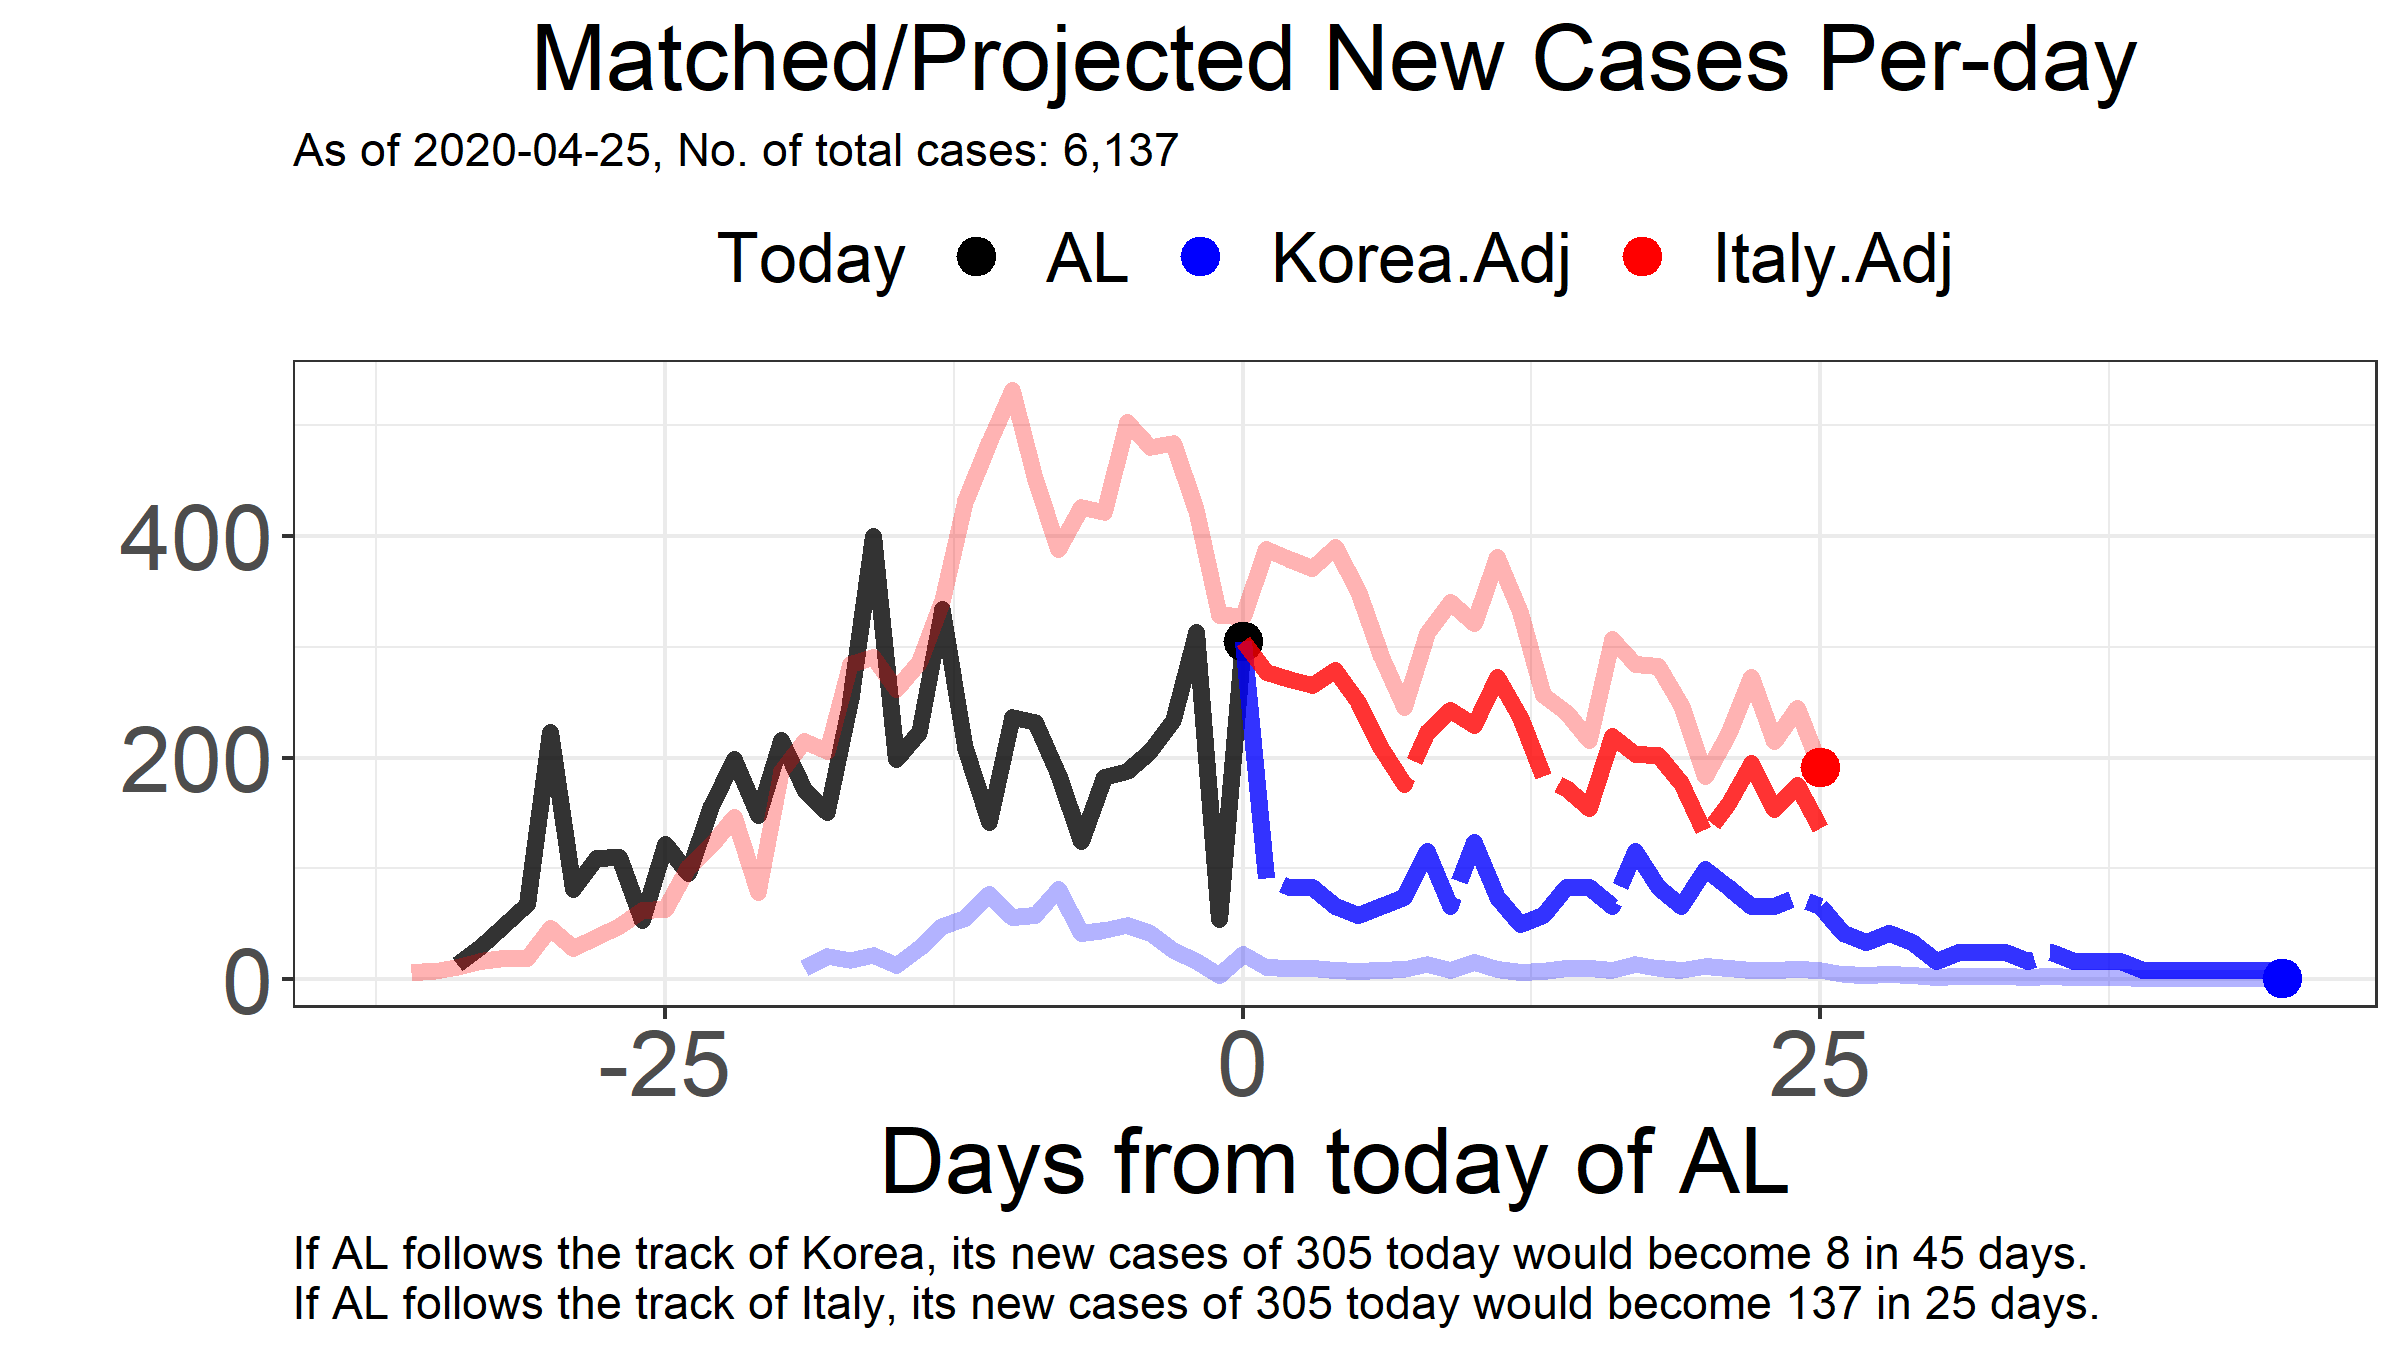 Matched/Projected New Cases Per-day
As of 2020-04-25, No. of total cases: 6,137
Today AL Korea.Adj Italy.Adj
400
200
0
-25 0 25
Days from today of AL
If AL follows the track of Korea, its new cases of 305 today would become 8 in 45 days.
If AL follows the track of Italy, its new cases of 305 today would become 137 in 25 days.